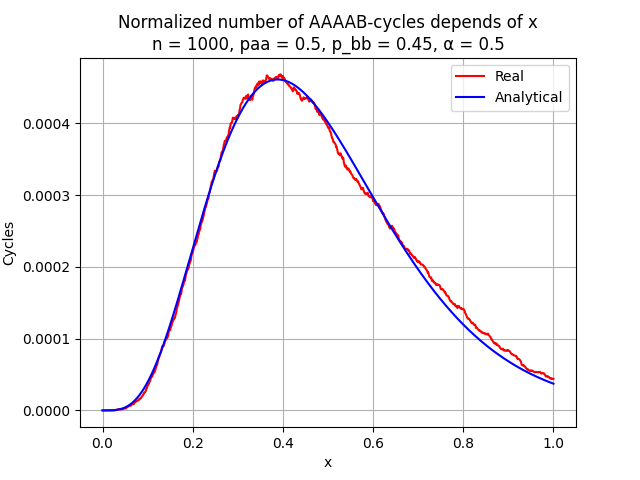 Normalized number of AAAAB-cycles depends of x
n = 1000, paa = 0.5, p_bb = 0.45, α = 0.5
Real
Analytical
Cycles
0.0004
0.0003
0.0002
0.0001
0.0000
0.0 0.2 0.4 0.6 0.8 1.0
x